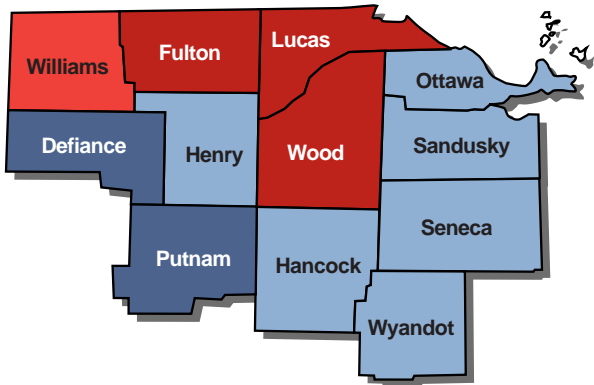 Lucas
Fulton
Williams
Ottawa
Defiance
Henry
Wood
Sandusky
Seneca
Putnam
Hancock
Wyandot